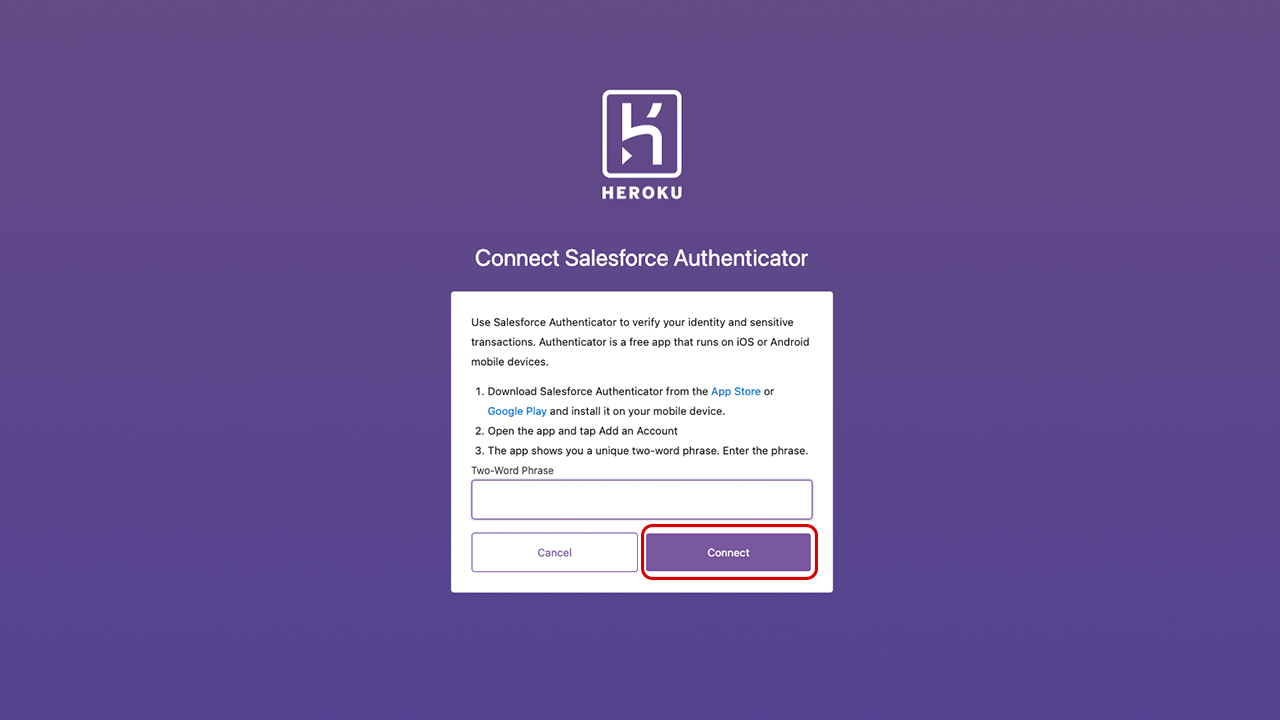 HEROKU
Connect Salesforce Authenticator
Use Salesforce Authenticator to verify your identity and sensitive
transactions. Authenticator is a free app that runs on iOS or Android
mobile devices.
1. Download Salesforce Authenticator from the App Store or
Google Play and install it on your mobile device.
2. Open the app and tap Add an Account
3. The app shows you a unique two-word phrase. Enter the phrase.
Two-Word Phrase
Cancel
Connect